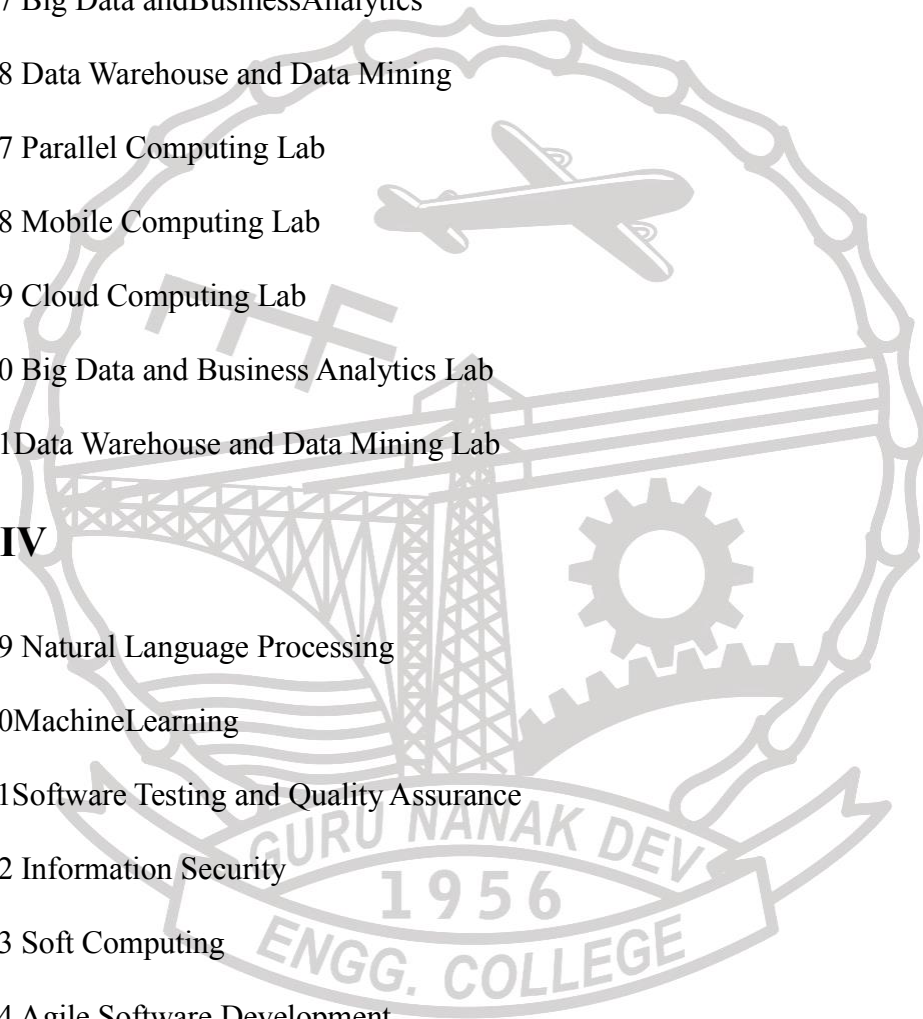 7 Big Data andBusinessAnalytics
8 Data Warehouse and Data Mining
7 Parallel Computing Lab
8 Mobile Computing Lab
9 Cloud Computing Lab
0 Big Data and Business Analytics Lab
1Data Warehouse and Data Mining Lab
IV
9 Natural Language Processing
0MachineLearning
1Software Testing and Quality Assurance
2 Information Security
3 Soft Computing
4 Agile Software Development
GURU NANAK DEV
1956
ENGG. COLLEGE